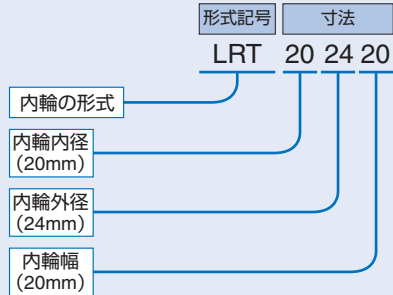 形式記号 寸法
LRT 20 24 20
内輪の形式
内輪内径
(20mm)
内輪外径
(24mm)
内輪幅
(20mm)